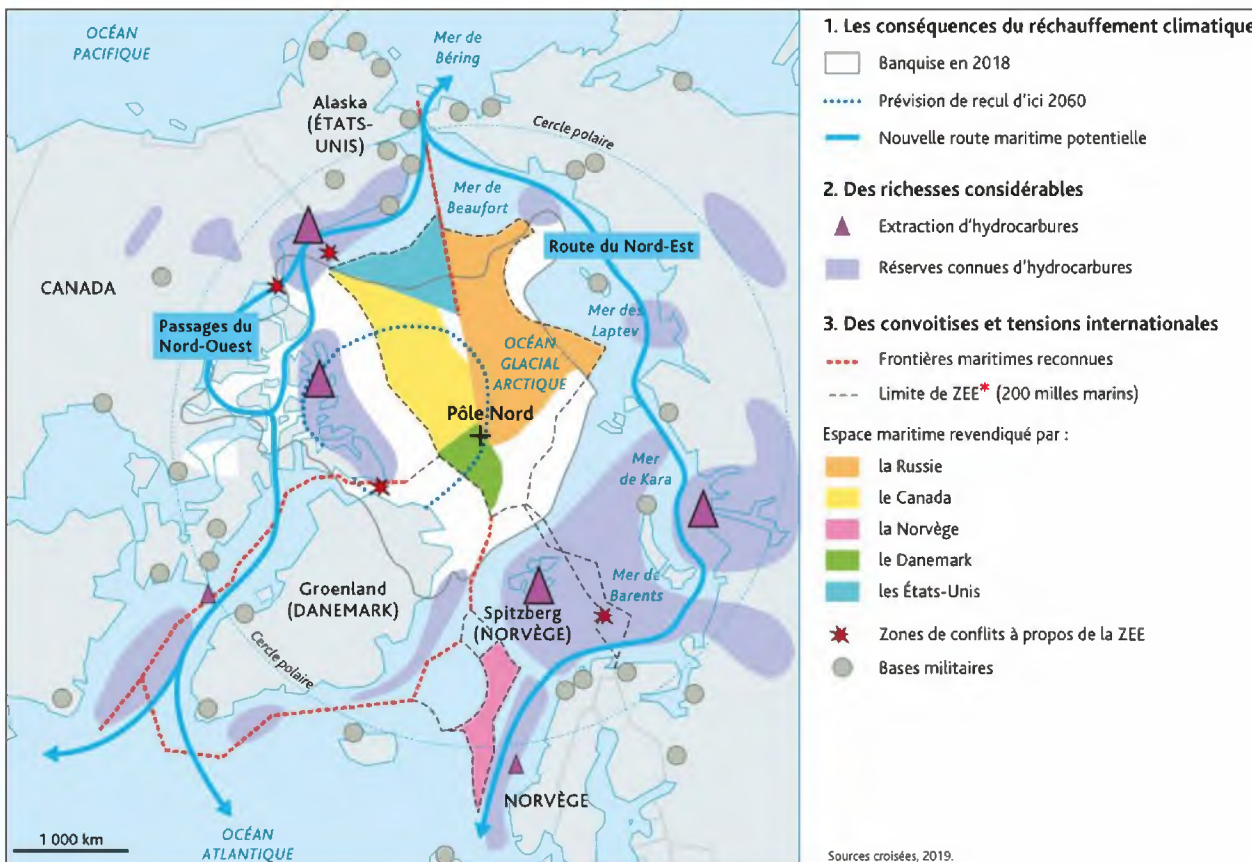 OCÉAN
PACIFIQUE
Mer de
Béring
Alaska
(ÉTATS-
UNIS)
Cercle polaire
Mer de
Beaufort
Route du Nord-Est
CANADA
Mer des
Laptev
Passages du
Nord-Ouest
OCÉAN
GLACIAL
ARCTIQUE
Pôle Nord
Mer
de Kara
Groenland
(DANEMARK)
Mer de
Barents
Spitzberg
(NORVÈGE)
Cercle polaire
NORVÈGE
1 000 km
OCÉAN
ATLANTIQUE
1. Les conséquences du réchauffement climatique
Banquise en 2018
Prévision de recul d'ici 2060
Nouvelle route maritime potentielle
2. Des richesses considérables
Extraction d'hydrocarbures
Réserves connues d'hydrocarbures
3. Des convoitises et tensions internationales
Frontières maritimes reconnues
Limite de ZEE* (200 milles marins)
Espace maritime revendiqué par :
la Russie
le Canada
la Norvège
le Danemark
les États-Unis
Zones de conflits à propos de la ZEE
Bases militaires
Sources croisées, 2019.